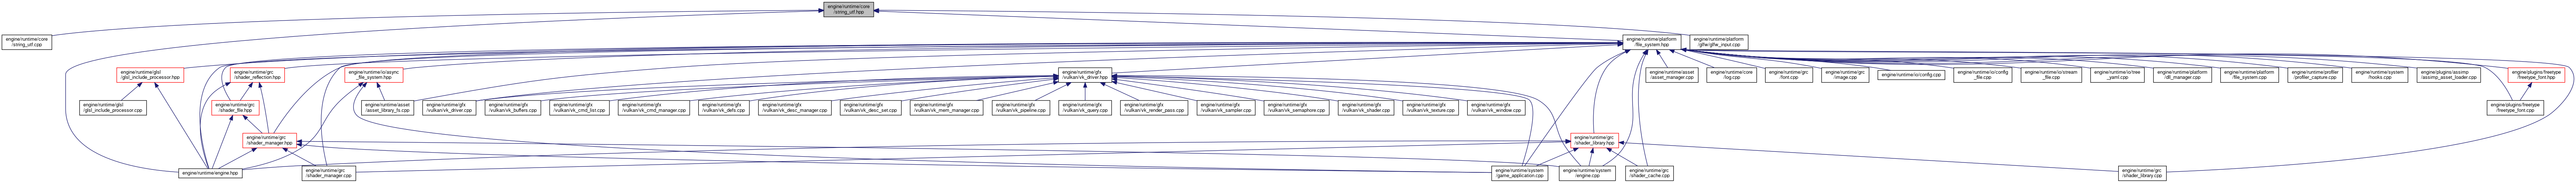 engine/runtime/core
/string_utf.hpp
engine/runtime/core
/string_utf.cpp
engine/runtime/platform
/file_system.hpp
engine/runtime/platform
/glfw/glfw_input.cpp
engine/runtime/glsl
/glsl_include_processor.hpp
engine/runtime/grc
/shader_reflection.hpp
engine/runtime/io/async
_file_system.hpp
engine/runtime/gfx
/vulkan/vk_driver.hpp
engine/runtime/asset
/asset_manager.cpp
engine/runtime/core
/log.cpp
engine/runtime/grc
/font.cpp
engine/runtime/grc
/image.cpp
engine/runtime/io/config.cpp
engine/runtime/io/config
_file.cpp
engine/runtime/io/stream
_file.cpp
engine/runtime/io/tree
_yaml.cpp
engine/runtime/platform
/dl_manager.cpp
engine/runtime/platform
/file_system.cpp
engine/runtime/profiler
/profiler_capture.cpp
engine/runtime/system
/hooks.cpp
engine/plugins/assimp
/assimp_asset_loader.cpp
engine/plugins/freetype
/freetype_font.hpp
engine/runtime/glsl
/glsl_include_processor.cpp
engine/runtime/grc
/shader_file.hpp
engine/runtime/asset
/asset_library_fs.cpp
engine/runtime/gfx
/vulkan/vk_driver.cpp
engine/runtime/gfx
/vulkan/vk_buffers.cpp
engine/runtime/gfx
/vulkan/vk_cmd_list.cpp
engine/runtime/gfx
/vulkan/vk_cmd_manager.cpp
engine/runtime/gfx
/vulkan/vk_defs.cpp
engine/runtime/gfx
/vulkan/vk_desc_manager.cpp
engine/runtime/gfx
/vulkan/vk_desc_set.cpp
engine/runtime/gfx
/vulkan/vk_mem_manager.cpp
engine/runtime/gfx
/vulkan/vk_pipeline.cpp
engine/runtime/gfx
/vulkan/vk_query.cpp
engine/runtime/gfx
/vulkan/vk_render_pass.cpp
engine/runtime/gfx
/vulkan/vk_sampler.cpp
engine/runtime/gfx
/vulkan/vk_semaphore.cpp
engine/runtime/gfx
/vulkan/vk_shader.cpp
engine/runtime/gfx
/vulkan/vk_texture.cpp
engine/runtime/gfx
/vulkan/vk_window.cpp
engine/plugins/freetype
/freetype_font.cpp
engine/runtime/grc
/shader_manager.hpp
engine/runtime/grc
/shader_library.hpp
engine/runtime/engine.hpp
engine/runtime/grc
/shader_manager.cpp
engine/runtime/system
/game_application.cpp
engine/runtime/system
/engine.cpp
engine/runtime/grc
/shader_cache.cpp
engine/runtime/grc
/shader_library.cpp